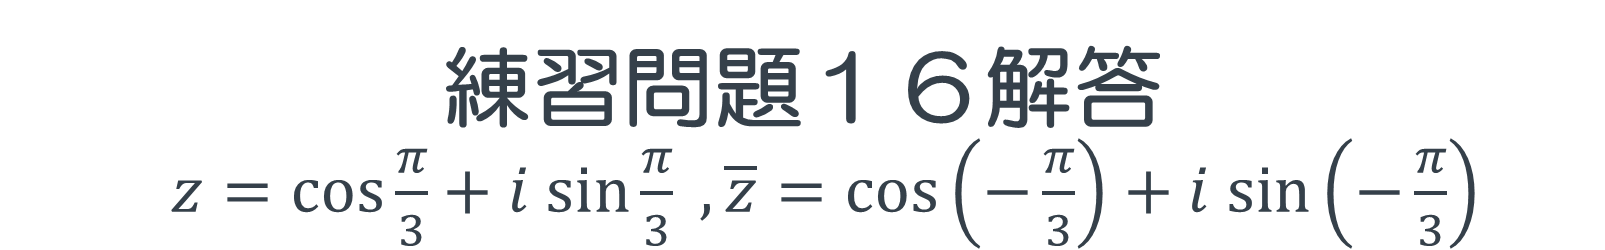 練習問題１６解答
z = cos π/3 + i sin π/3 , z̅ = cos(−π/3) + i sin(−π/3)